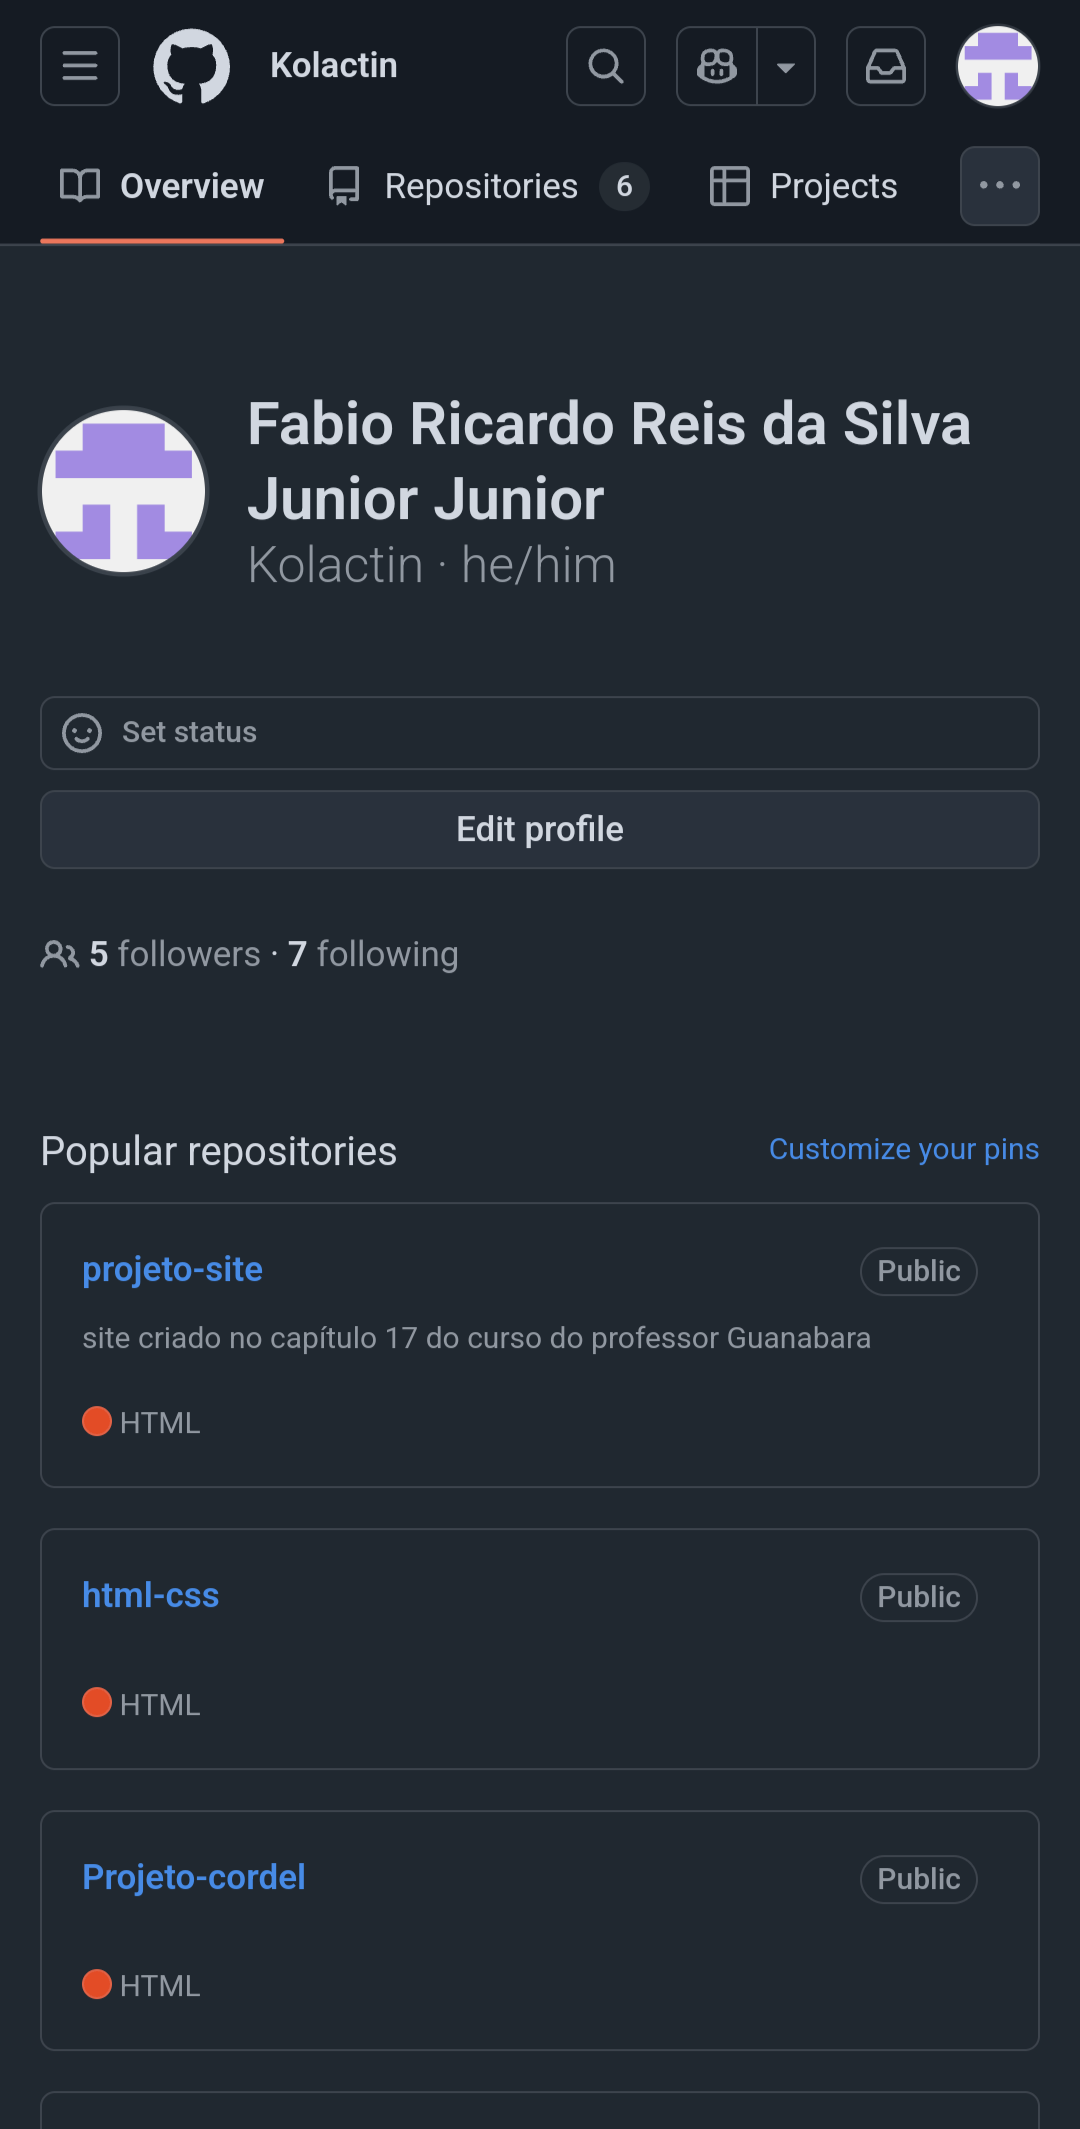 Kolactin
Overview
Repositories 6
Projects
Fabio Ricardo Reis da Silva
Junior Junior
Kolactin · he/him
Set status
Edit profile
5 followers · 7 following
Popular repositories
Customize your pins
projeto-site
Public
site criado no capítulo 17 do curso do professor Guanabara
HTML
html-css
Public
HTML
Projeto-cordel
Public
HTML